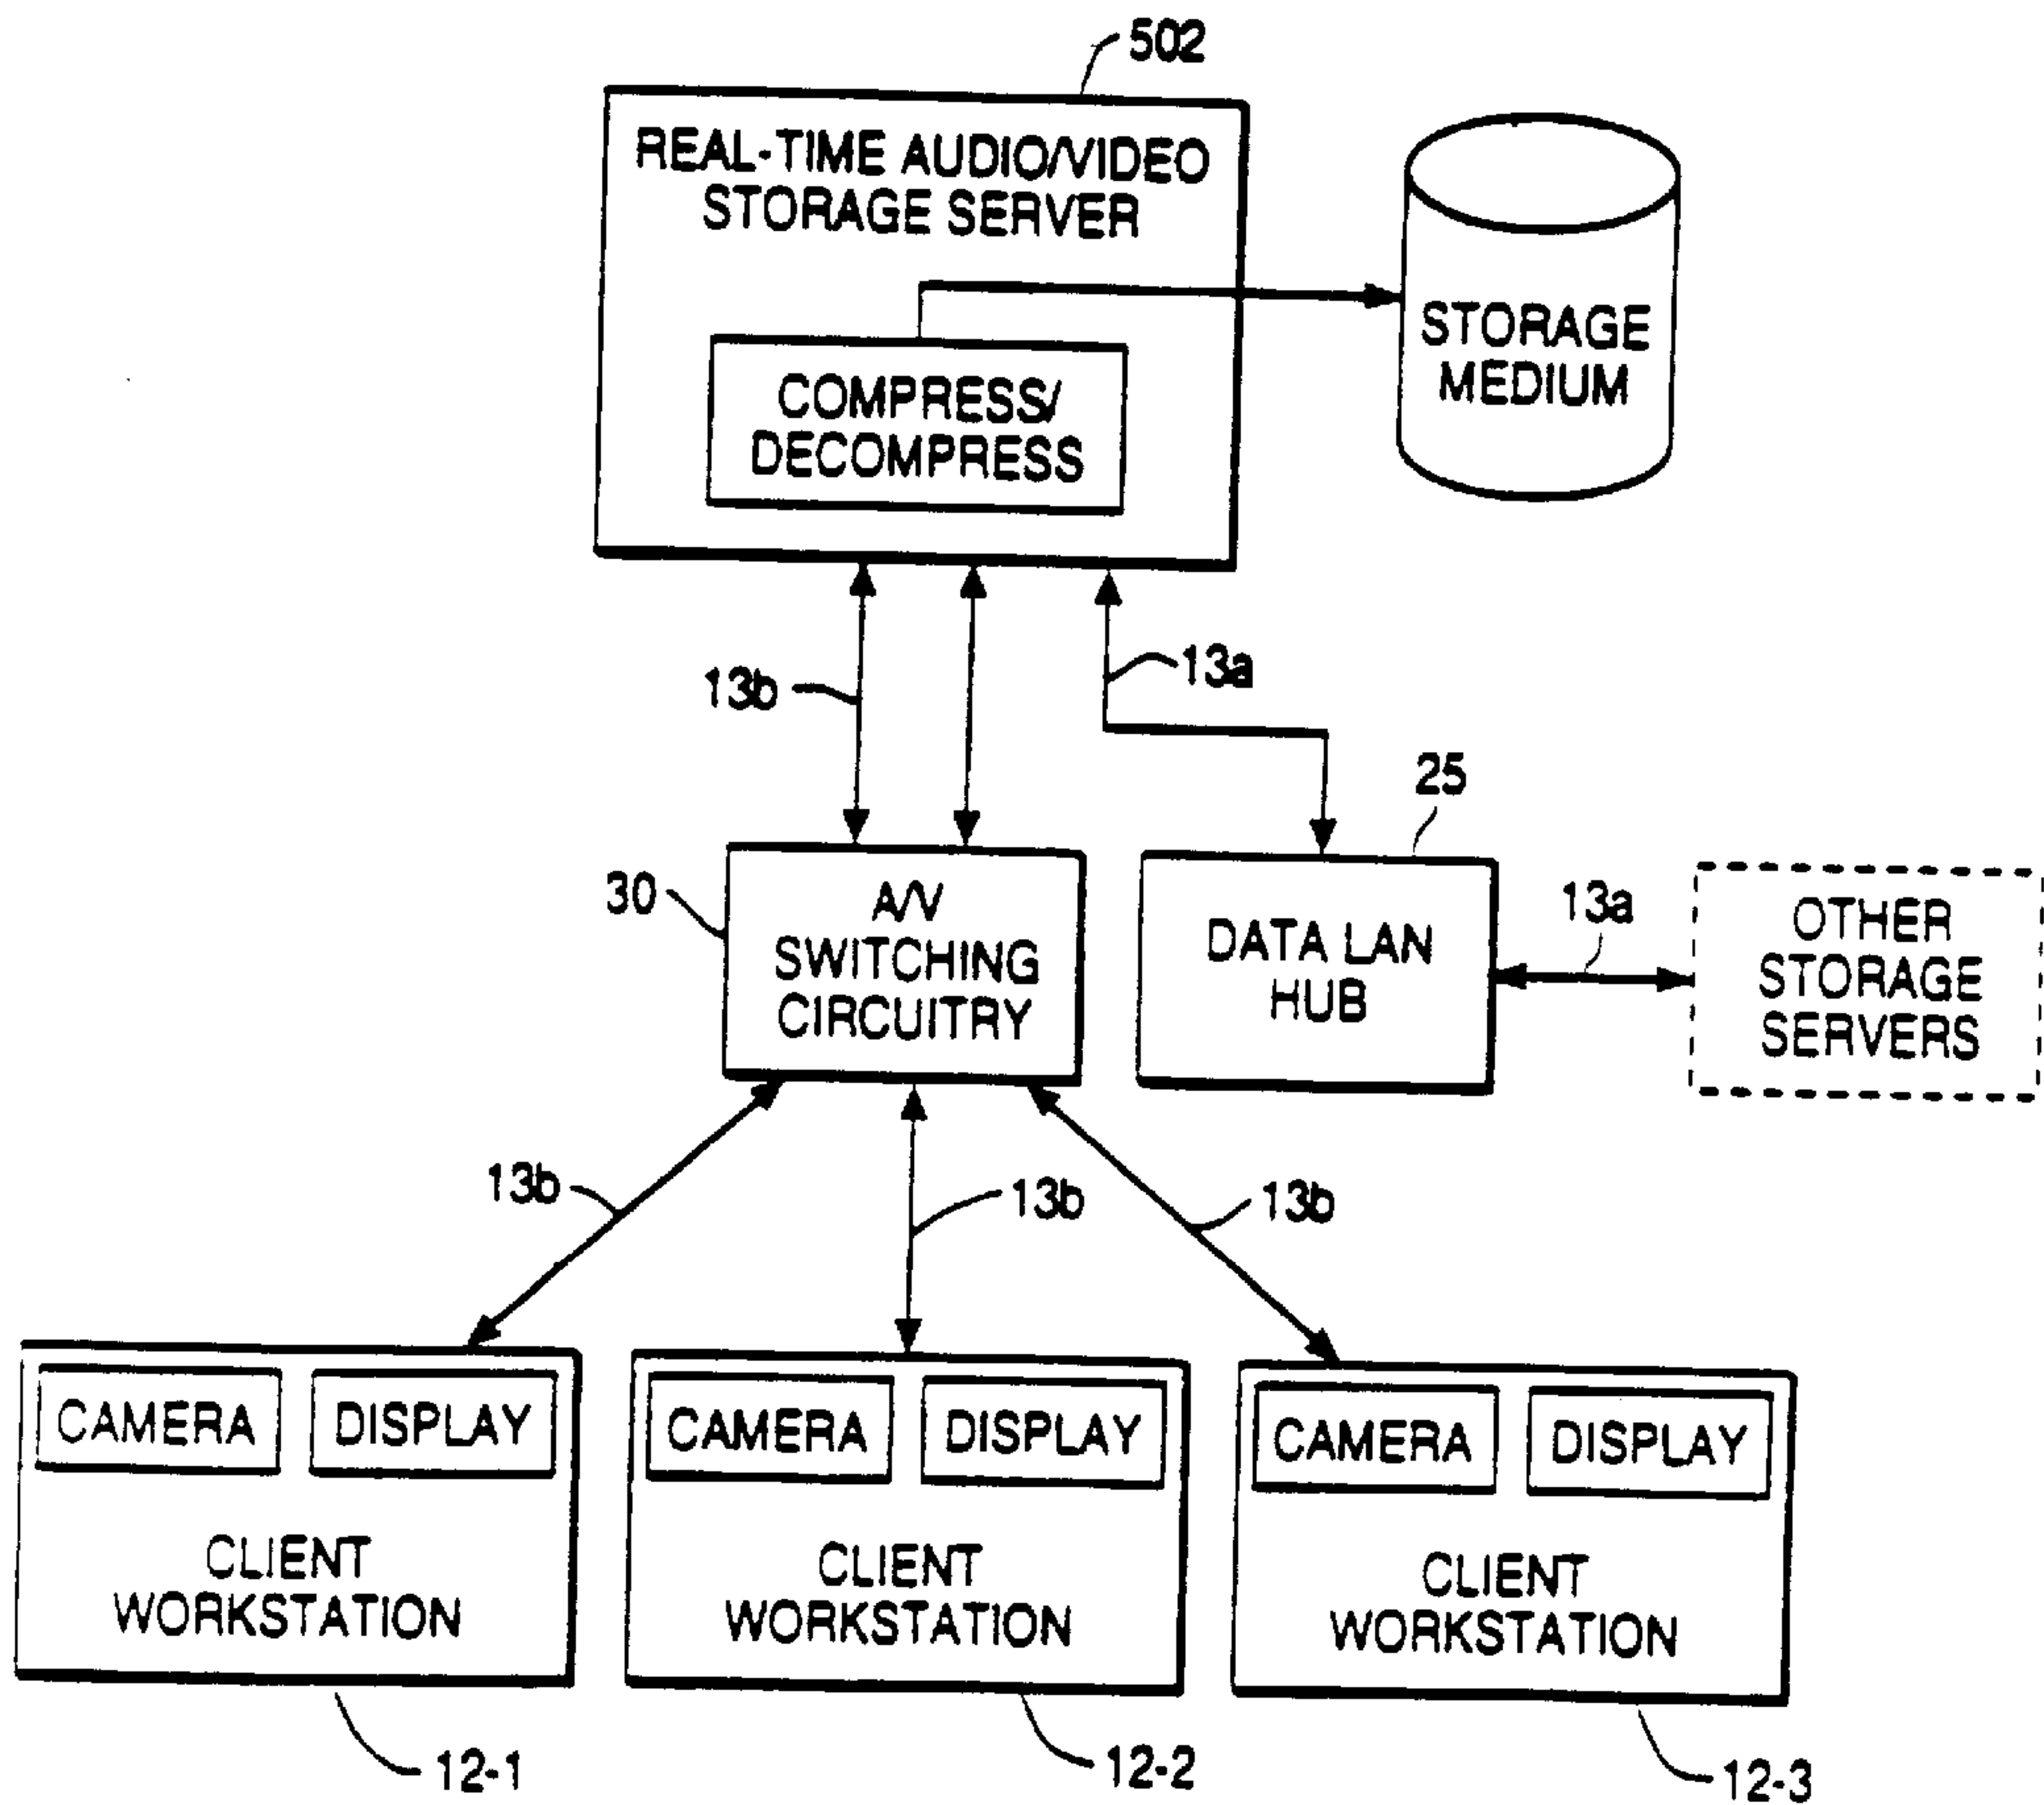 502
REAL-TIME AUDIO/VIDEO
STORAGE SERVER
COMPRESS/
DECOMPRESS
STORAGE
MEDIUM
13b
13a
25
30
A/V
SWITCHING
CIRCUITRY
DATA LAN
HUB
13a
OTHER
STORAGE
SERVERS
13b
13b
13b
CAMERA
DISPLAY
CLIENT
WORKSTATION
CAMERA
DISPLAY
CLIENT
WORKSTATION
CAMERA
DISPLAY
CLIENT
WORKSTATION
12-1
12-2
12-3